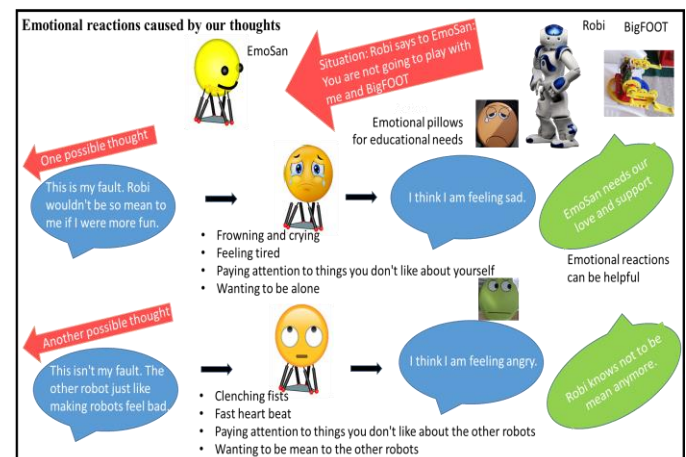 Emotional reactions caused by our thoughts
EmoSan
Situation: Robi says to EmoSan:
You are not going to play with
me and BigFOOT
Robi
BigFOOT
Emotional pillows
for educational needs
One possible thought
This is my fault. Robi
wouldn't be so mean to
me if I were more fun.
I think I am feeling sad.
EmoSan needs our
love and support
• Frowning and crying
• Feeling tired
• Paying attention to things you don't like about yourself
• Wanting to be alone
Emotional reactions
can be helpful
Another possible thought
This isn't my fault. The
other robot just like
making robots feel bad.
I think I am feeling angry.
Robi knows not to be
mean anymore.
• Clenching fists
• Fast heart beat
• Paying attention to things you don't like about the other robots
• Wanting to be mean to the other robots